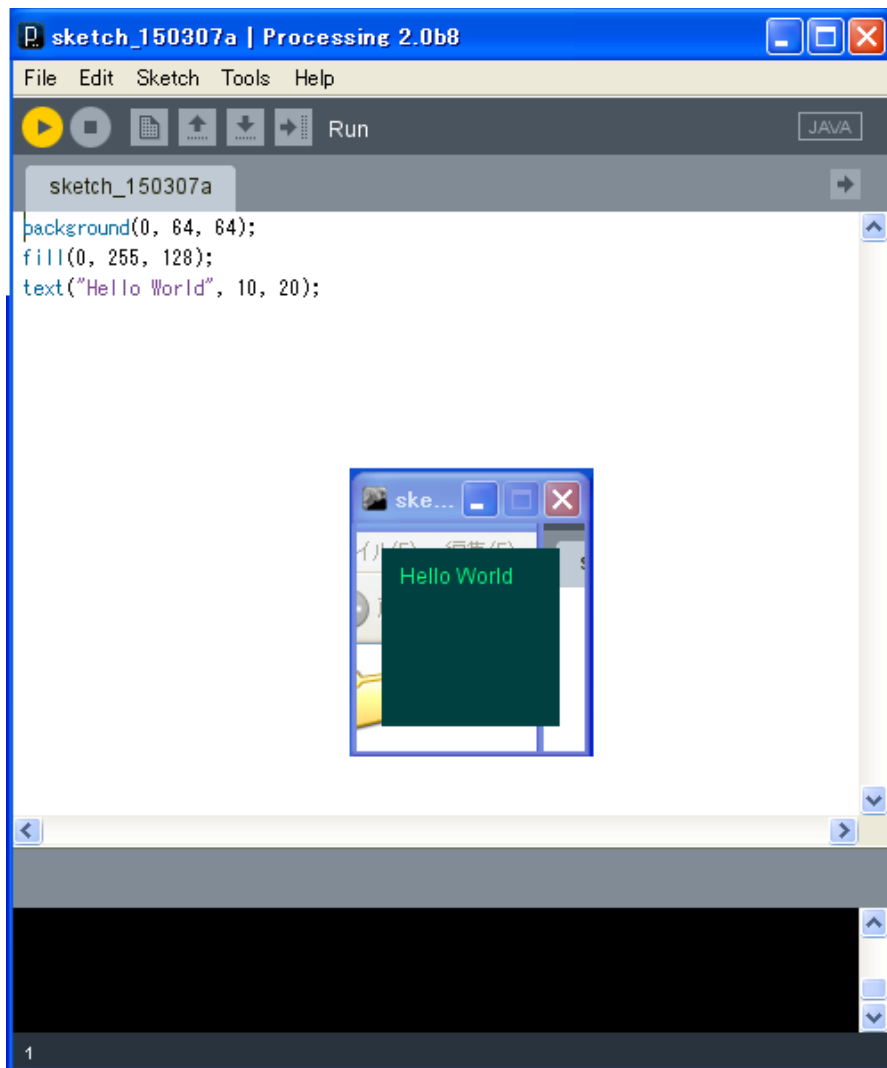 sketch_150307a | Processing 2.0b8
File Edit Sketch Tools Help
Run JAVA
sketch_150307a
background(0, 64, 64);
fill(0, 255, 128);
text("Hello World", 10, 20);
ske...
Hello World
1